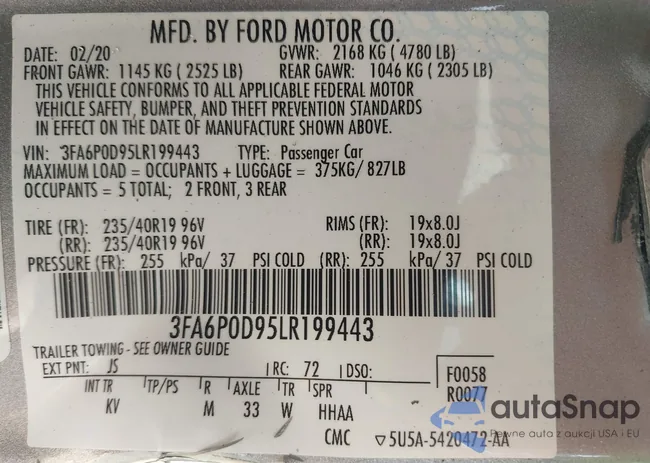 MFD. BY FORD MOTOR CO.
DATE: 02/20 GVWR: 2168 KG ( 4780 LB)
FRONT GAWR: 1145 KG ( 2525 LB) REAR GAWR: 1046 KG ( 2305 LB)
THIS VEHICLE CONFORMS TO ALL APPLICABLE FEDERAL MOTOR
VEHICLE SAFETY, BUMPER, AND THEFT PREVENTION STANDARDS
IN EFFECT ON THE DATE OF MANUFACTURE SHOWN ABOVE.
VIN: 3FA6P0D95LR199443 TYPE: Passenger Car
MAXIMUM LOAD = OCCUPANTS + LUGGAGE = 375KG/ 827LB
OCCUPANTS = 5 TOTAL; 2 FRONT, 3 REAR
TIRE (FR): 235/40R19 96V RIMS (FR): 19x8.0J
(RR): 235/40R19 96V (RR): 19x8.0J
PRESSURE (FR): 255 kPa/ 37 PSI COLD (RR): 255 kPa/ 37 PSI COLD
3FA6P0D95LR199443
TRAILER TOWING - SEE OWNER GUIDE
EXT PNT: JS RC: 72 DSO:
F0058
R0077
INT TR TP/PS R AXLE TR SPR
KV M 33 W HHAA
CMC ▽5U5A-5420472-AA
autaSnap
Pewne auta z aukcji USA i EU